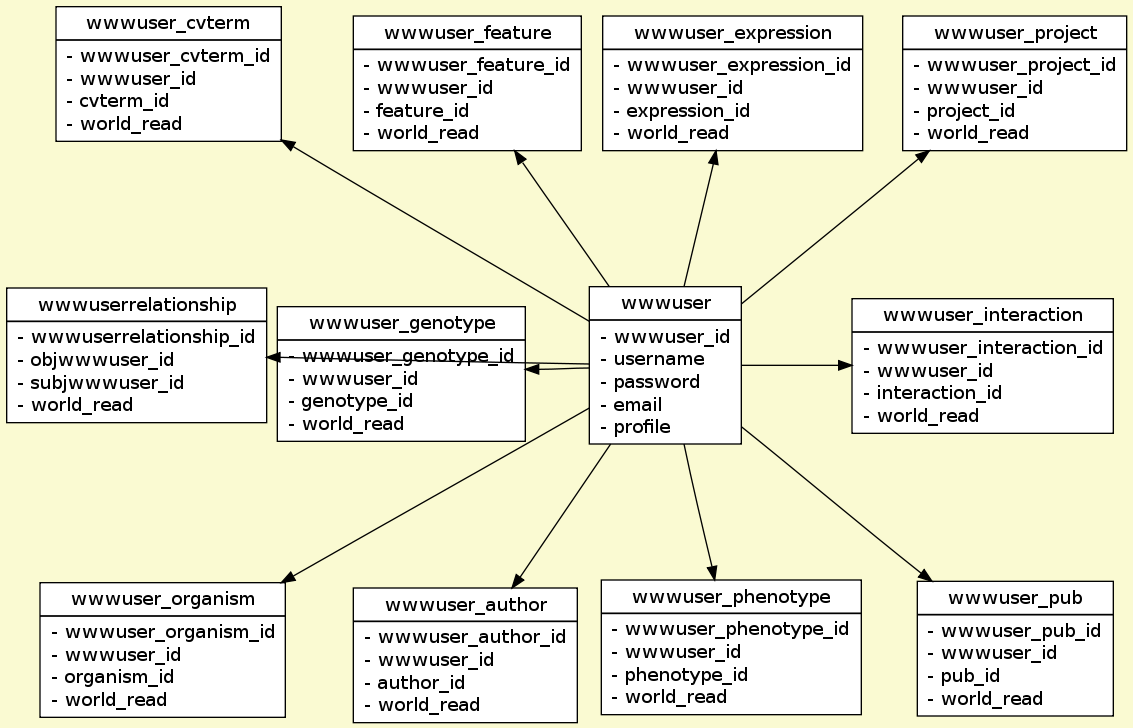 wwwuser_cvterm
- wwwuser_cvterm_id
- wwwuser_id
- cvterm_id
- world_read
wwwuser_feature
- wwwuser_feature_id
- wwwuser_id
- feature_id
- world_read
wwwuser_expression
- wwwuser_expression_id
- wwwuser_id
- expression_id
- world_read
wwwuser_project
- wwwuser_project_id
- wwwuser_id
- project_id
- world_read
wwwuserrelationship
- wwwuserrelationship_id
- objwwwuser_id
- subjwwwuser_id
- world_read
wwwuser_genotype
- wwwuser_genotype_id
- wwwuser_id
- genotype_id
- world_read
wwwuser
- wwwuser_id
- username
- password
- email
- profile
wwwuser_interaction
- wwwuser_interaction_id
- wwwuser_id
- interaction_id
- world_read
wwwuser_organism
- wwwuser_organism_id
- wwwuser_id
- organism_id
- world_read
wwwuser_author
- wwwuser_author_id
- wwwuser_id
- author_id
- world_read
wwwuser_phenotype
- wwwuser_phenotype_id
- wwwuser_id
- phenotype_id
- world_read
wwwuser_pub
- wwwuser_pub_id
- wwwuser_id
- pub_id
- world_read